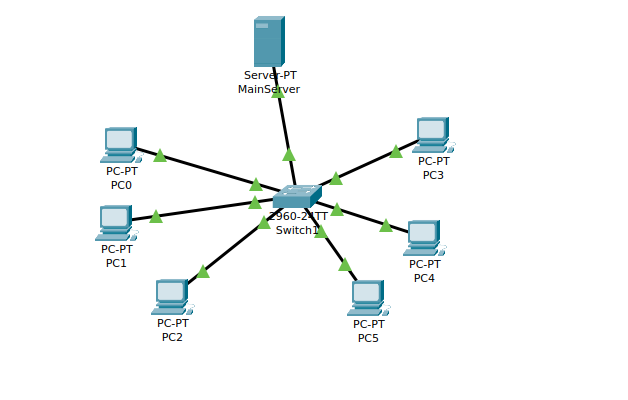 Server-PT
MainServer
PC-PT
PC0
PC-PT
PC3
PC-PT
PC1
2960-24TT
Switch1
PC-PT
PC4
PC-PT
PC2
PC-PT
PC5